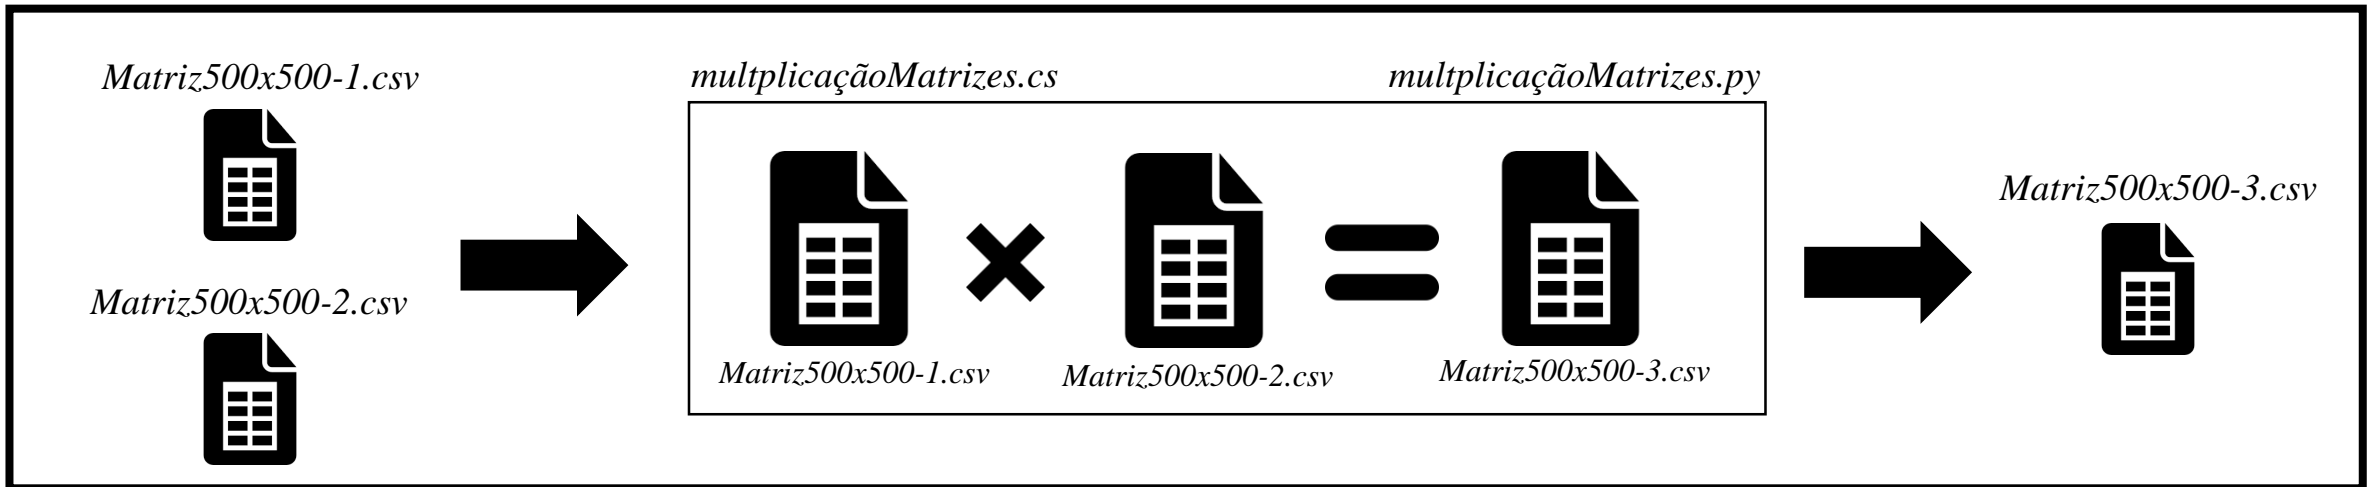 Matriz500x500-1.csv
Matriz500x500-2.csv
multplicaçãoMatrizes.cs
multplicaçãoMatrizes.py
Matriz500x500-1.csv
Matriz500x500-2.csv
Matriz500x500-3.csv
Matriz500x500-3.csv